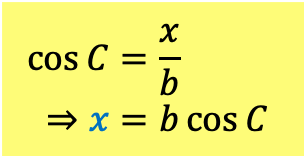 cos C = x/b
⇒ x = b cos C